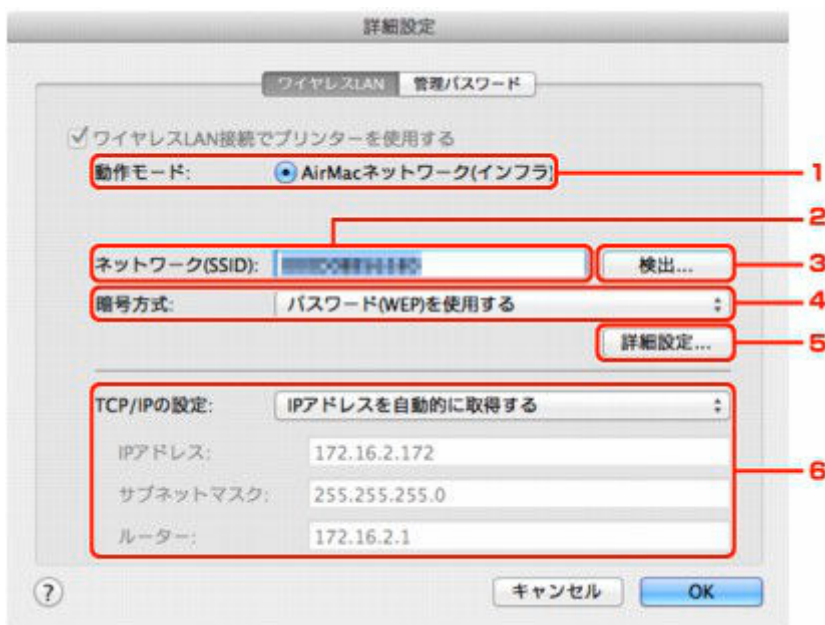 詳細設定
ワイヤレスLAN 管理パスワード
ワイヤレスLAN接続でプリンターを使用する
動作モード: AirMacネットワーク(インフラ) 1
2
ネットワーク(SSID): 検出... 3
暗号方式: パスワード(WEP)を使用する 4
詳細設定... 5
TCP/IPの設定: IPアドレスを自動的に取得する
IPアドレス: 172.16.2.172
6
サブネットマスク: 255.255.255.0
ルーター: 172.16.2.1
? キャンセル OK